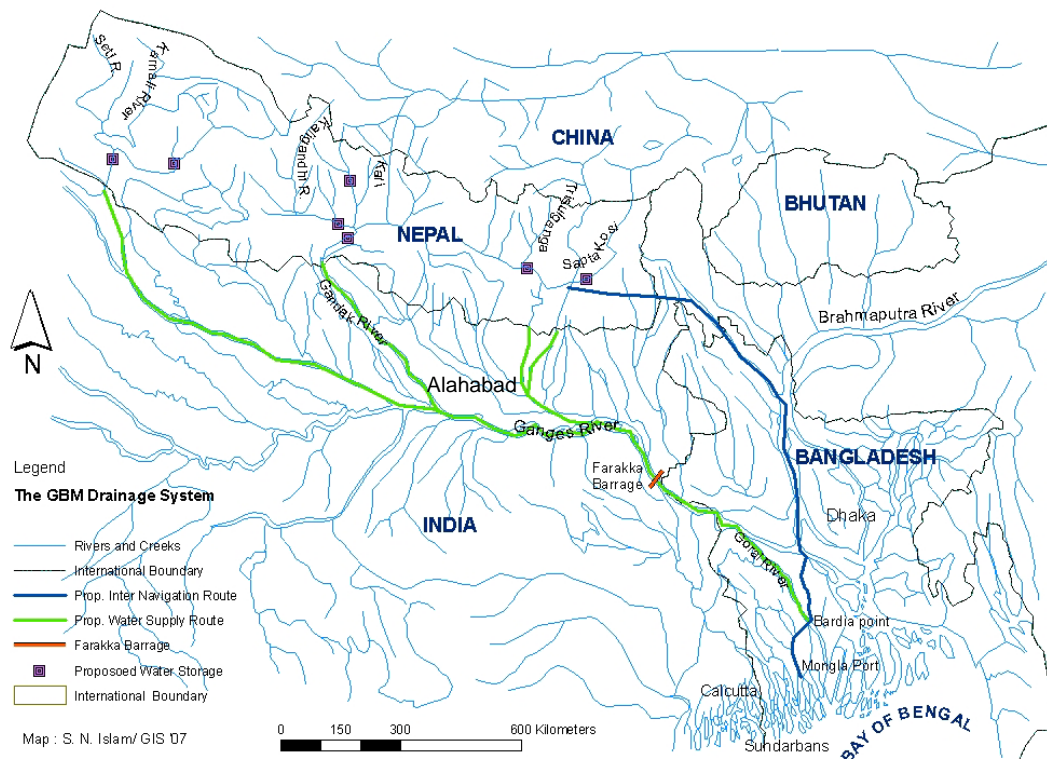 Seti R.
Karnali River
CHINA
Kaligandhi R.
Kari
Trisulganga
Sapta Kosi
NEPAL
BHUTAN
Brahmaputra River
Gandak River
N
Alahabad
Ganges River
BANGLADESH
Farakka
Barrage
Dhaka
INDIA
Gorai River
Legend
The GBM Drainage System
Rivers and Creeks
International Boundary
Prop. Inter Navigation Route
Prop. Water Supply Route
Farakka Barrage
Proposoed Water Storage
International Boundary
Map : S. N. Islam/ GIS '07
0 150 300 600 Kilometers
Bardia point
Mongla Port
Calcutta
Sundarbans
BAY OF BENGAL